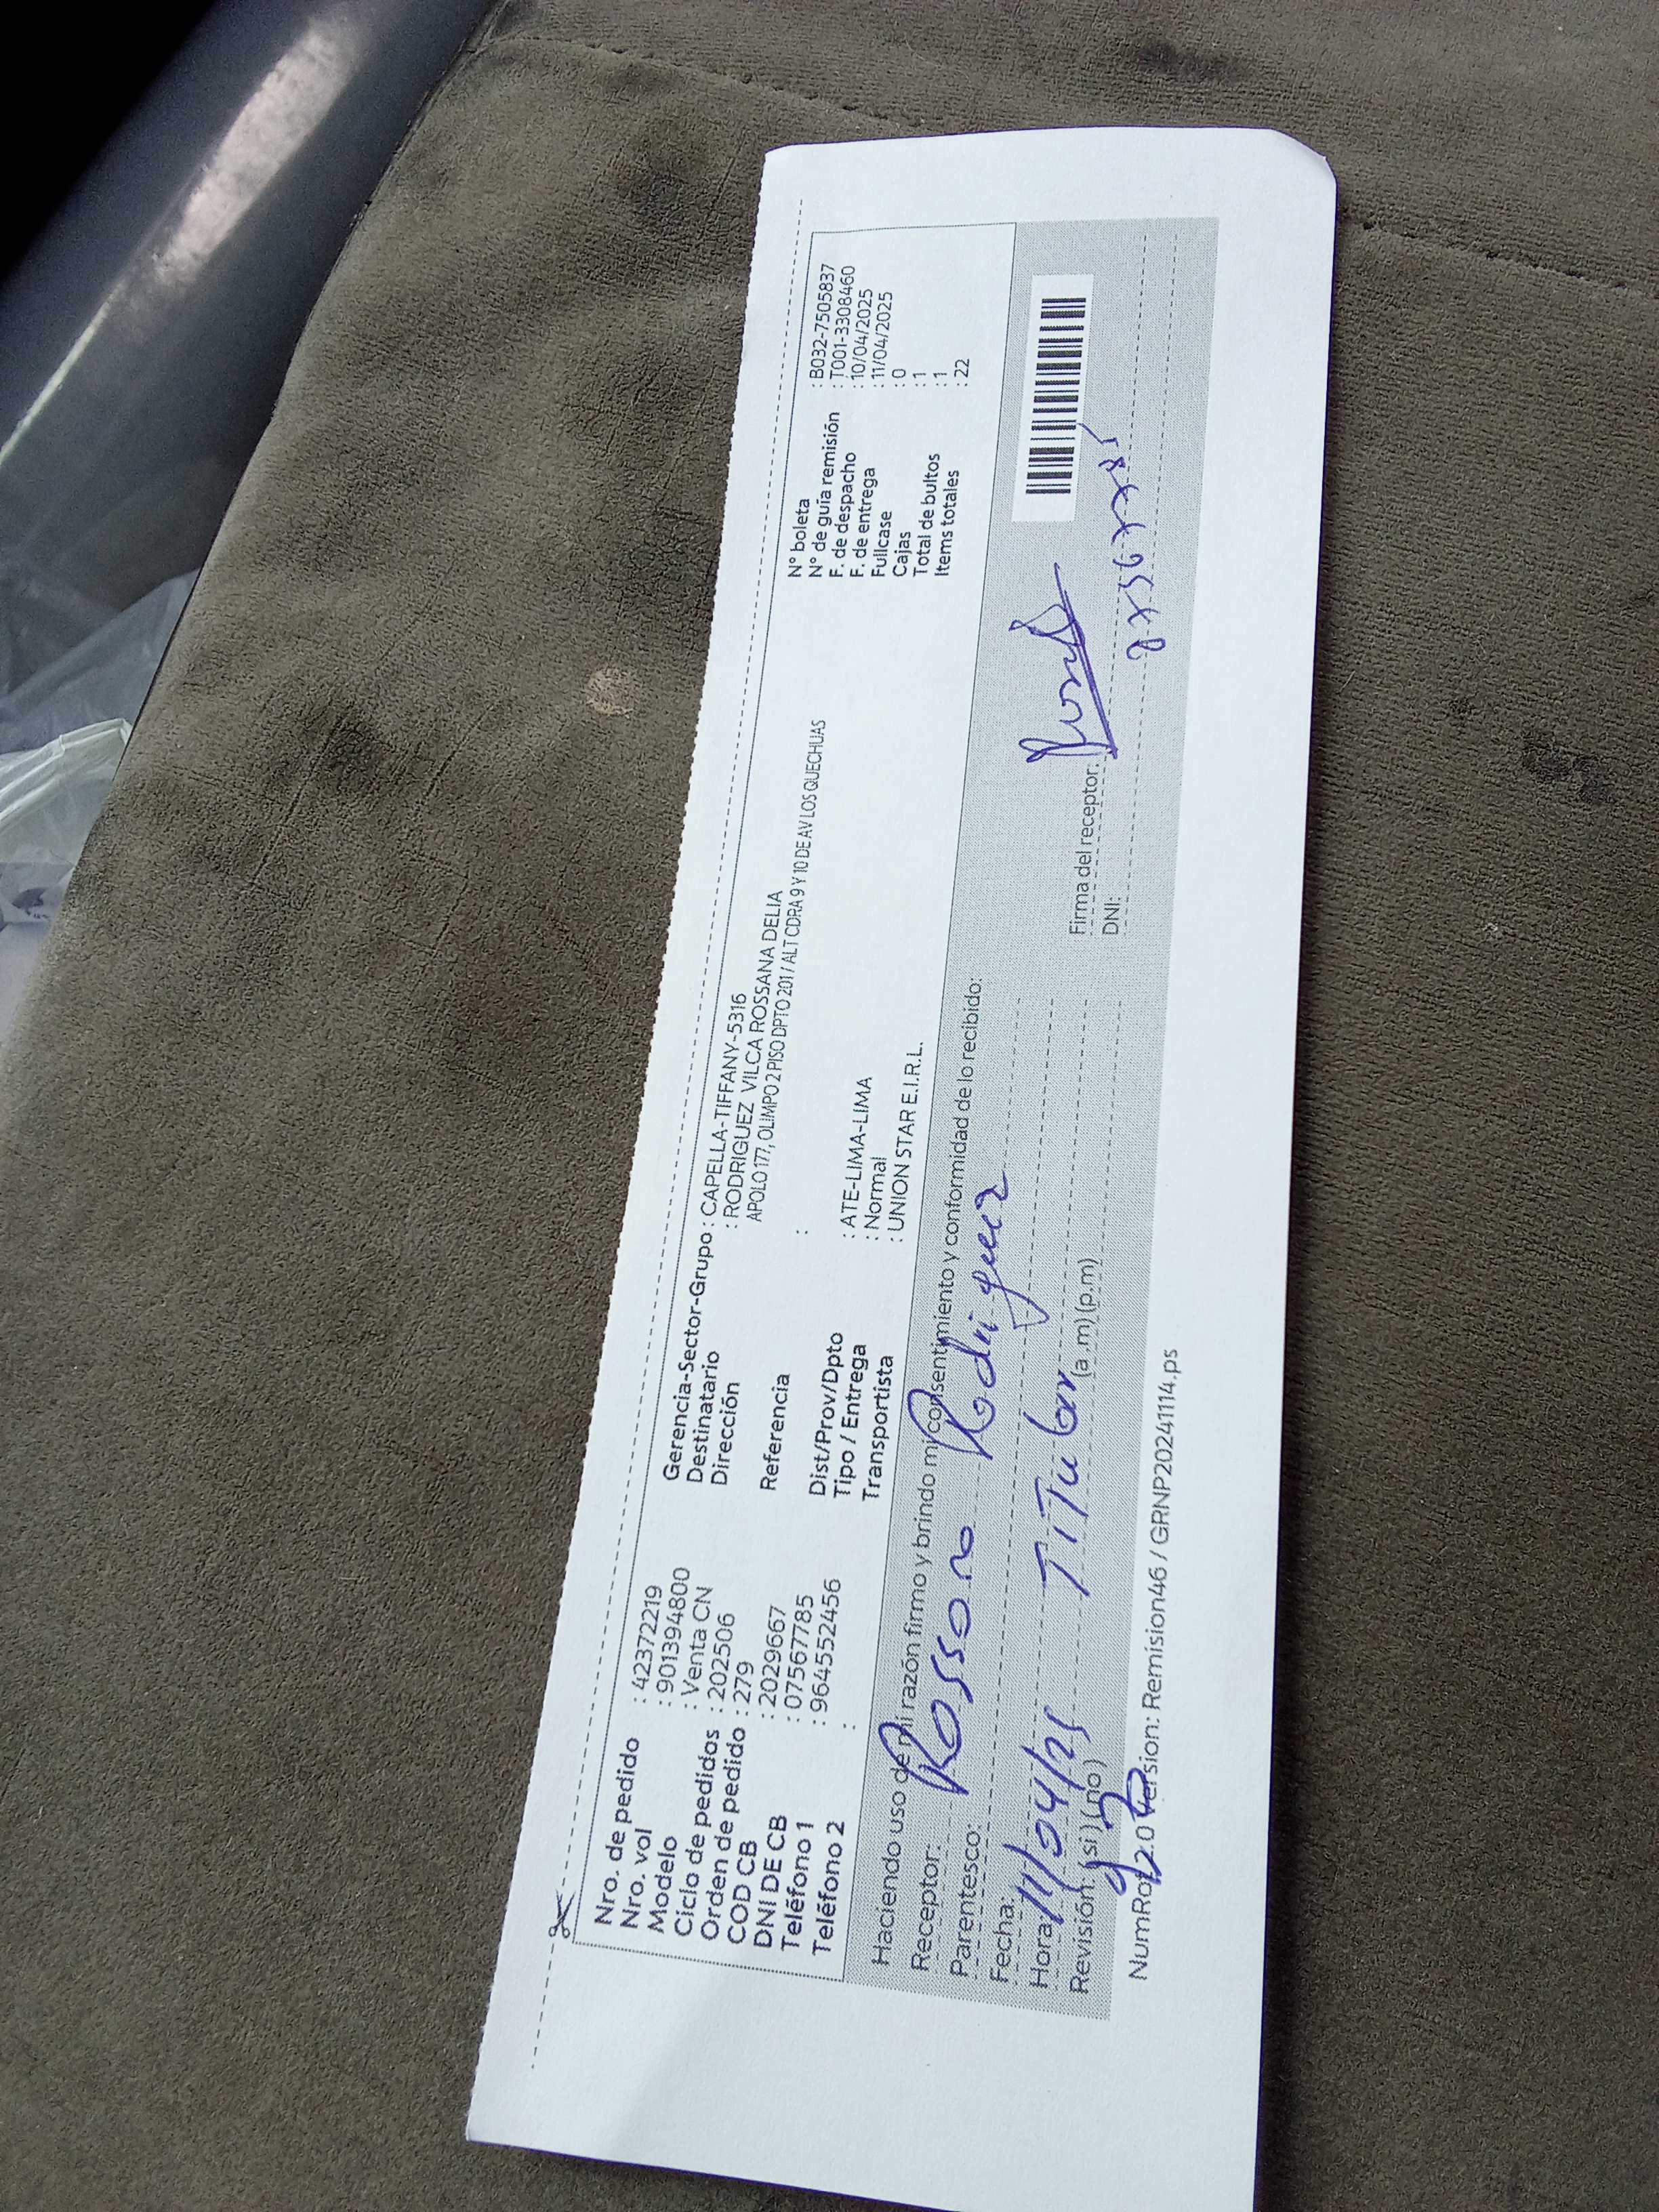 Nro. de pedido : 42372219
Nro. vol : 901394800
Modelo : Venta CN
Ciclo de pedidos : 202506
Orden de pedido : 279
COD CB : 2029667
DNI DE CB : 07567785
Teléfono 1 : 964552456
Teléfono 2 :
Gerencia-Sector-Grupo : CAPELLA-TIFFANY-5316
Destinatario : RODRIGUEZ VILCA ROSSANA DELIA
Dirección APOLO 177, OLIMPO 2 PISO DPTO 201 / ALT CDRA 9 Y 10 DE AV LOS QUECHUAS
Referencia :
Dist/Prov/Dpto : ATE-LIMA-LIMA
Tipo / Entrega : Normal
Transportista : UNION STAR E.I.R.L.
N° boleta : B032-7505837
N° de guía remisión : T001-3308460
F. de despacho : 10/04/2025
F. de entrega : 11/04/2025
Fullcase : 0
Cajas : 1
Total de bultos : 1
Items totales : 22
Haciendo uso de mi razón firmo y brindo mi consentimiento y conformidad de lo recibido:
Receptor: Rossana Rodriguez
Parentesco: Titular
Fecha: 11/04/25
Hora (a.m) (p.m)
Revisión (si) (no)
Firma del receptor:
DNI:
2.0 Version: Remision46 / GRNP20241114.ps